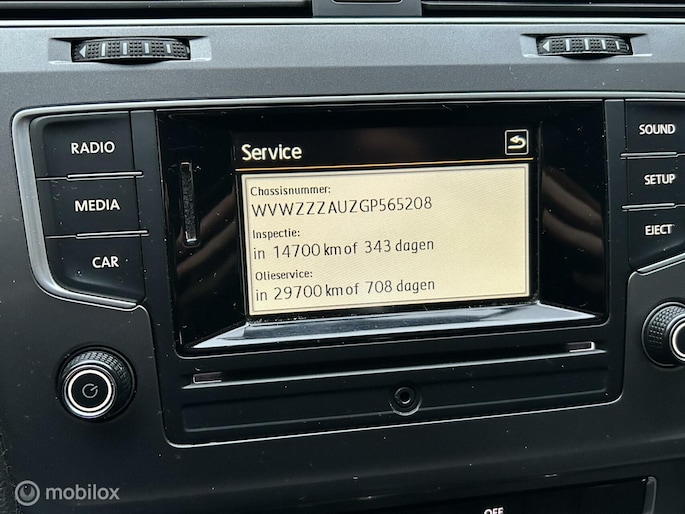 RADIO
MEDIA
CAR
Service
Chassisnummer:
WVWZZZAUZGP565208
Inspectie:
in 14700 km of 343 dagen
Olieservice:
in 29700 km of 708 dagen
SOUND
SETUP
EJECT
OFF
mobilox